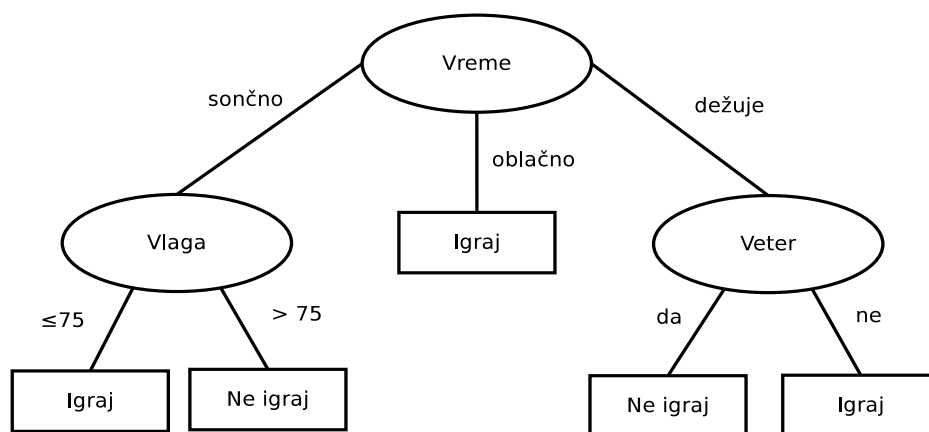 Vreme
sončno
oblačno
dežuje
Vlaga
Igraj
Veter
≤75
> 75
da
ne
Igraj
Ne igraj
Ne igraj
Igraj